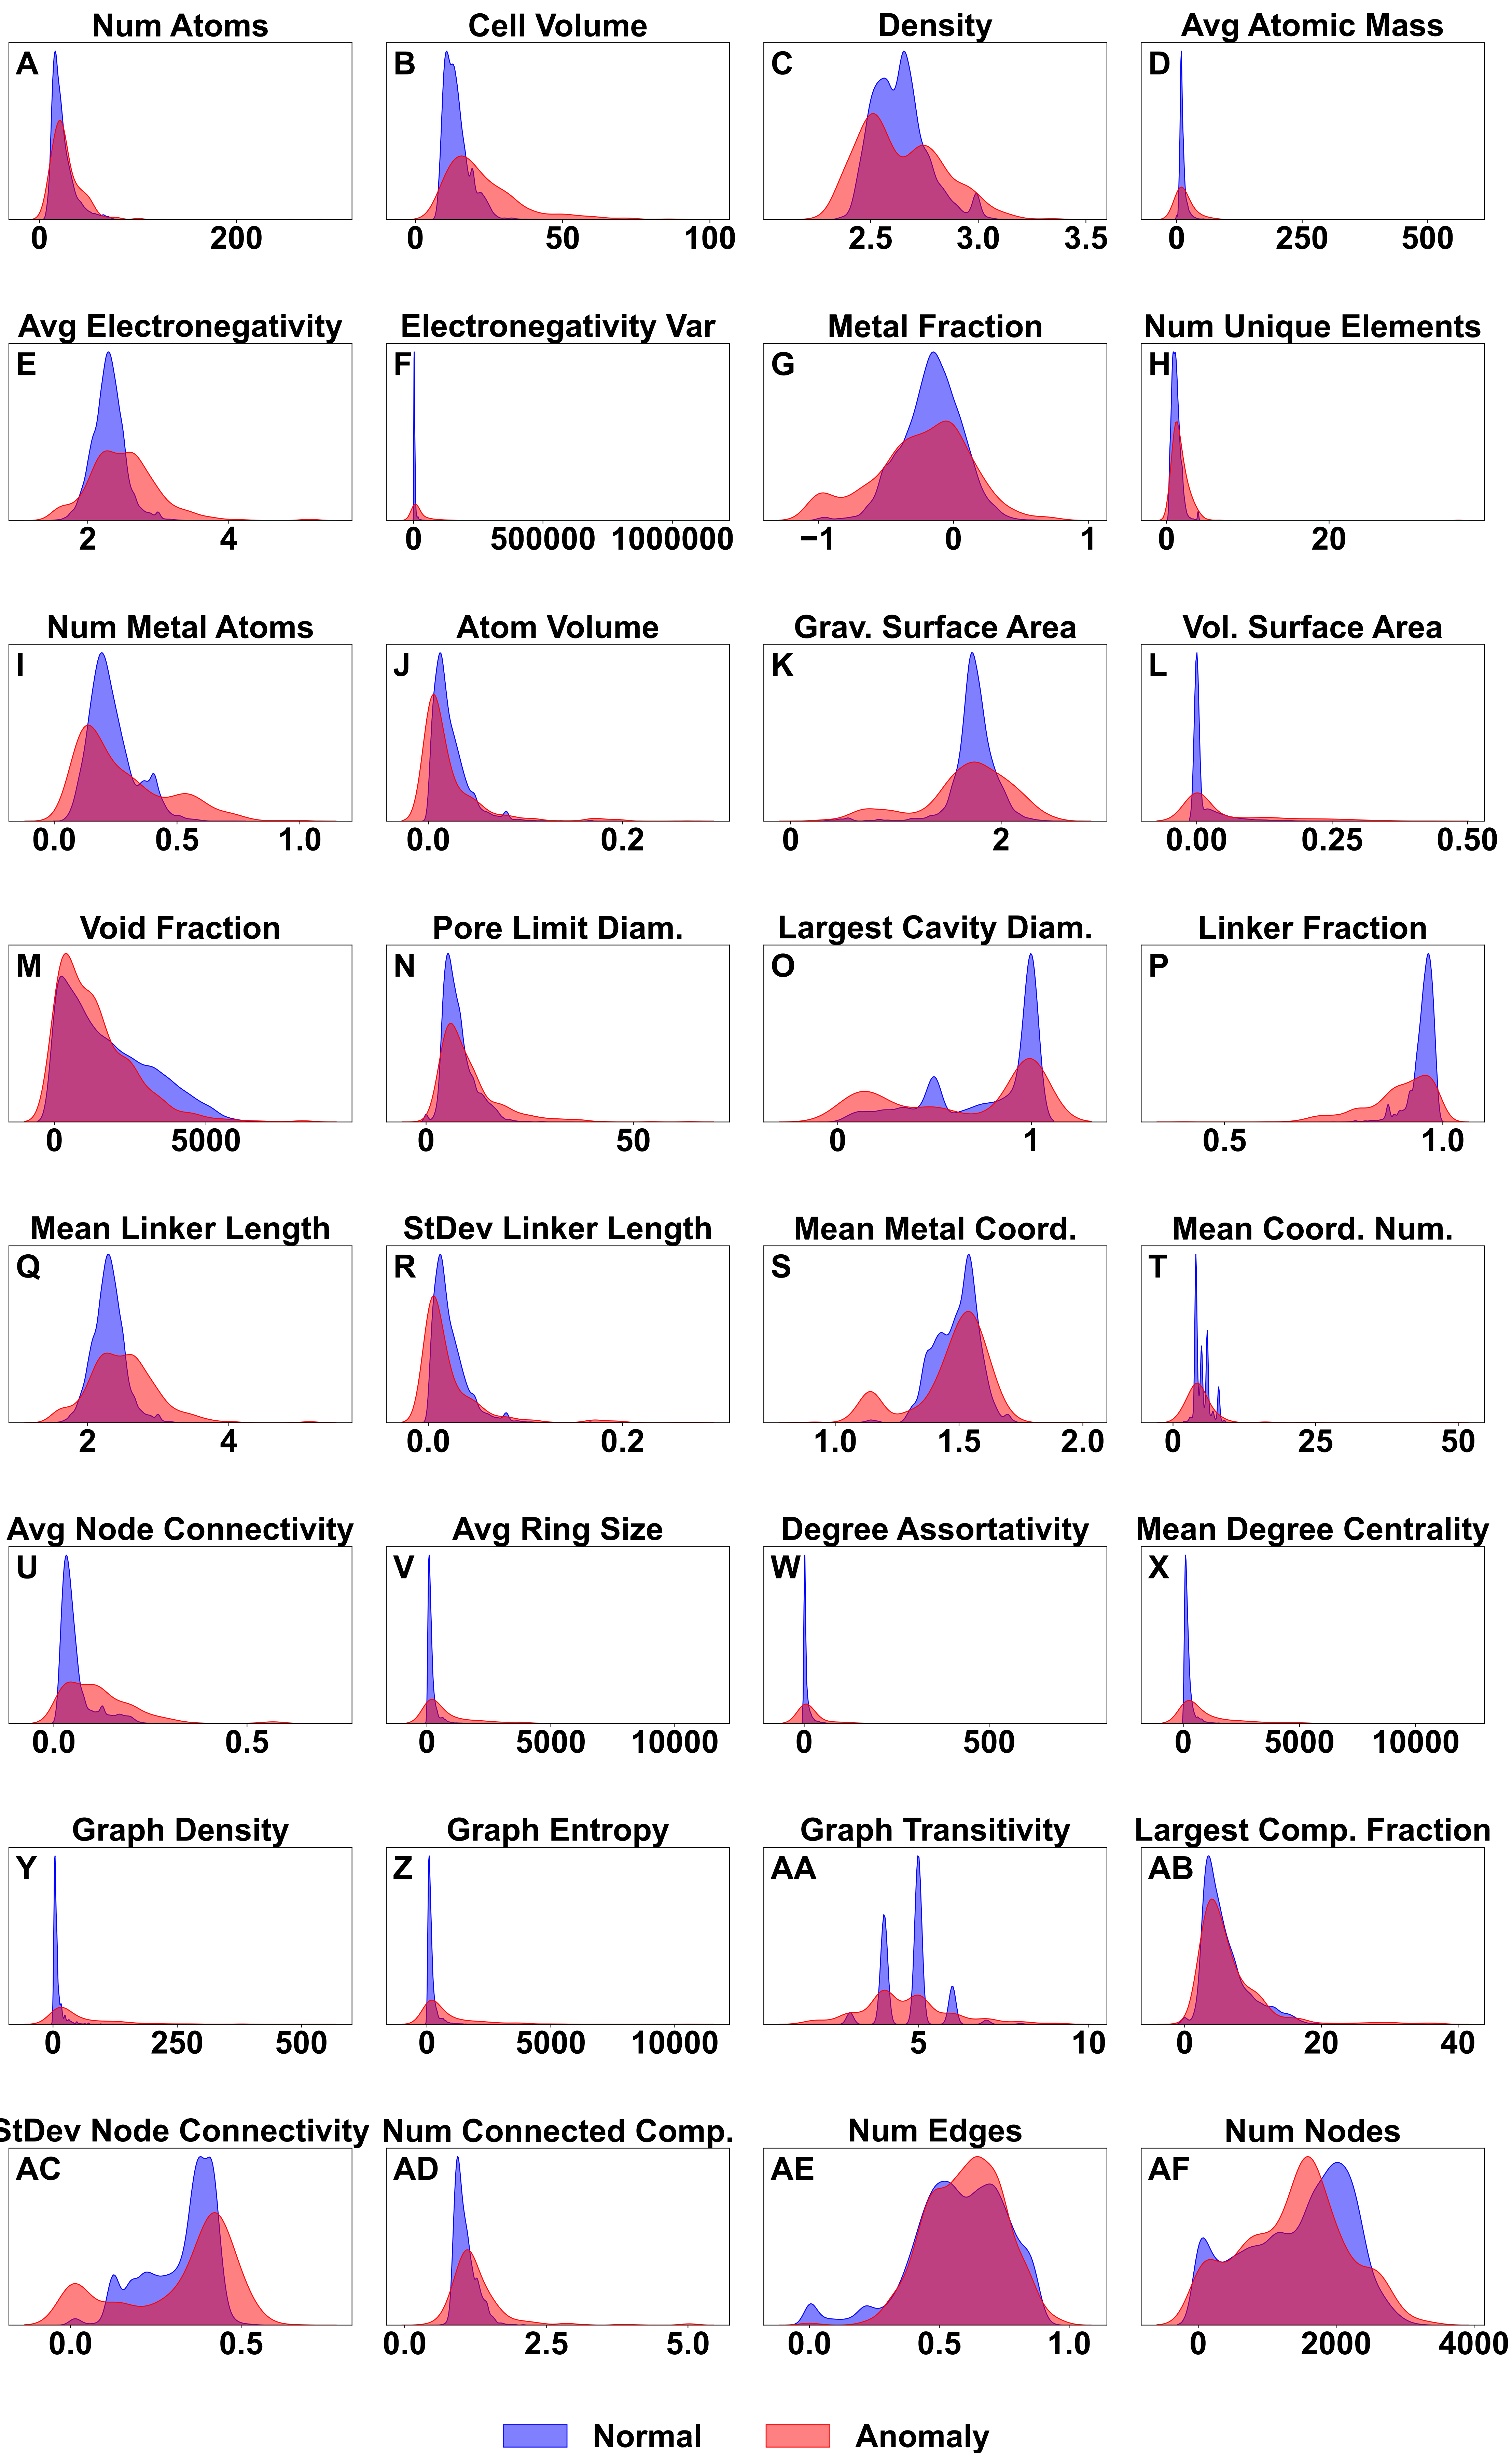 Num Atoms
Cell Volume
Density
Avg Atomic Mass
A
B
C
D
0 200
0 50 100
2.5 3.0 3.5
0 250 500
Avg Electronegativity
Electronegativity Var
Metal Fraction
Num Unique Elements
E
F
G
H
2 4
0 500000 1000000
−1 0 1
0 20
Num Metal Atoms
Atom Volume
Grav. Surface Area
Vol. Surface Area
I
J
K
L
0.0 0.5 1.0
0.0 0.2
0 2
0.00 0.25 0.50
Void Fraction
Pore Limit Diam.
Largest Cavity Diam.
Linker Fraction
M
N
O
P
0 5000
0 50
0 1
0.5 1.0
Mean Linker Length
StDev Linker Length
Mean Metal Coord.
Mean Coord. Num.
Q
R
S
T
2 4
0.0 0.2
1.0 1.5 2.0
0 25 50
Avg Node Connectivity
Avg Ring Size
Degree Assortativity
Mean Degree Centrality
U
V
W
X
0.0 0.5
0 5000 10000
0 500
0 5000 10000
Graph Density
Graph Entropy
Graph Transitivity
Largest Comp. Fraction
Y
Z
AA
AB
0 250 500
0 5000 10000
5 10
0 20 40
StDev Node Connectivity
Num Connected Comp.
Num Edges
Num Nodes
AC
AD
AE
AF
0.0 0.5
0.0 2.5 5.0
0.0 0.5 1.0
0 2000 4000
Normal
Anomaly